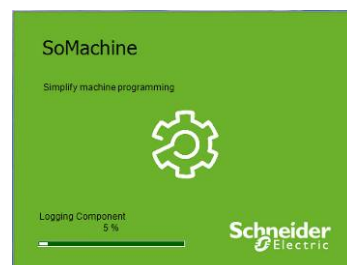 SoMachine
Simplify machine programming
Logging Component
5 %
Schneider
Electric